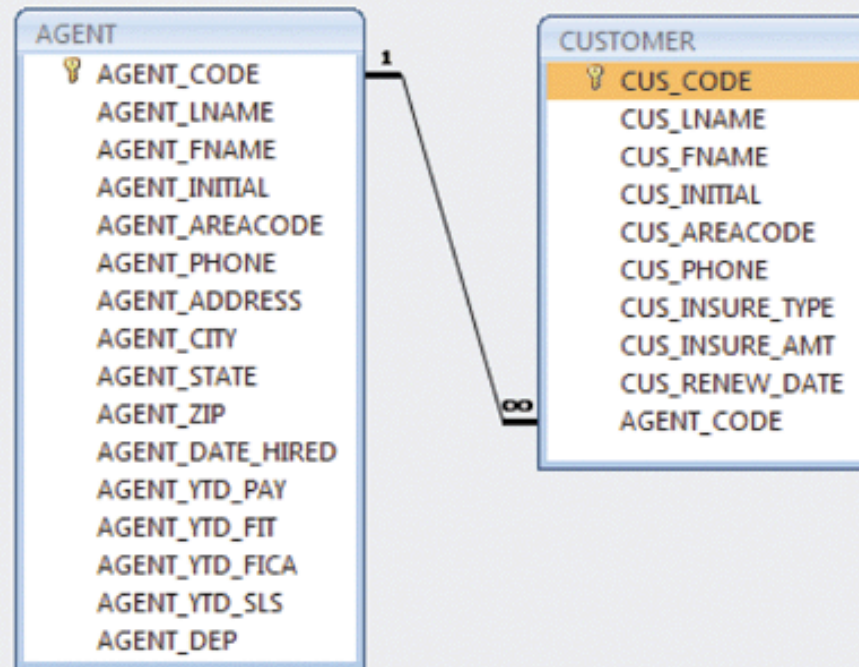 AGENT
AGENT_CODE
AGENT_LNAME
AGENT_FNAME
AGENT_INITIAL
AGENT_AREACODE
AGENT_PHONE
AGENT_ADDRESS
AGENT_CITY
AGENT_STATE
AGENT_ZIP
AGENT_DATE_HIRED
AGENT_YTD_PAY
AGENT_YTD_FIT
AGENT_YTD_FICA
AGENT_YTD_SLS
AGENT_DEP
1
∞
CUSTOMER
CUS_CODE
CUS_LNAME
CUS_FNAME
CUS_INITIAL
CUS_AREACODE
CUS_PHONE
CUS_INSURE_TYPE
CUS_INSURE_AMT
CUS_RENEW_DATE
AGENT_CODE